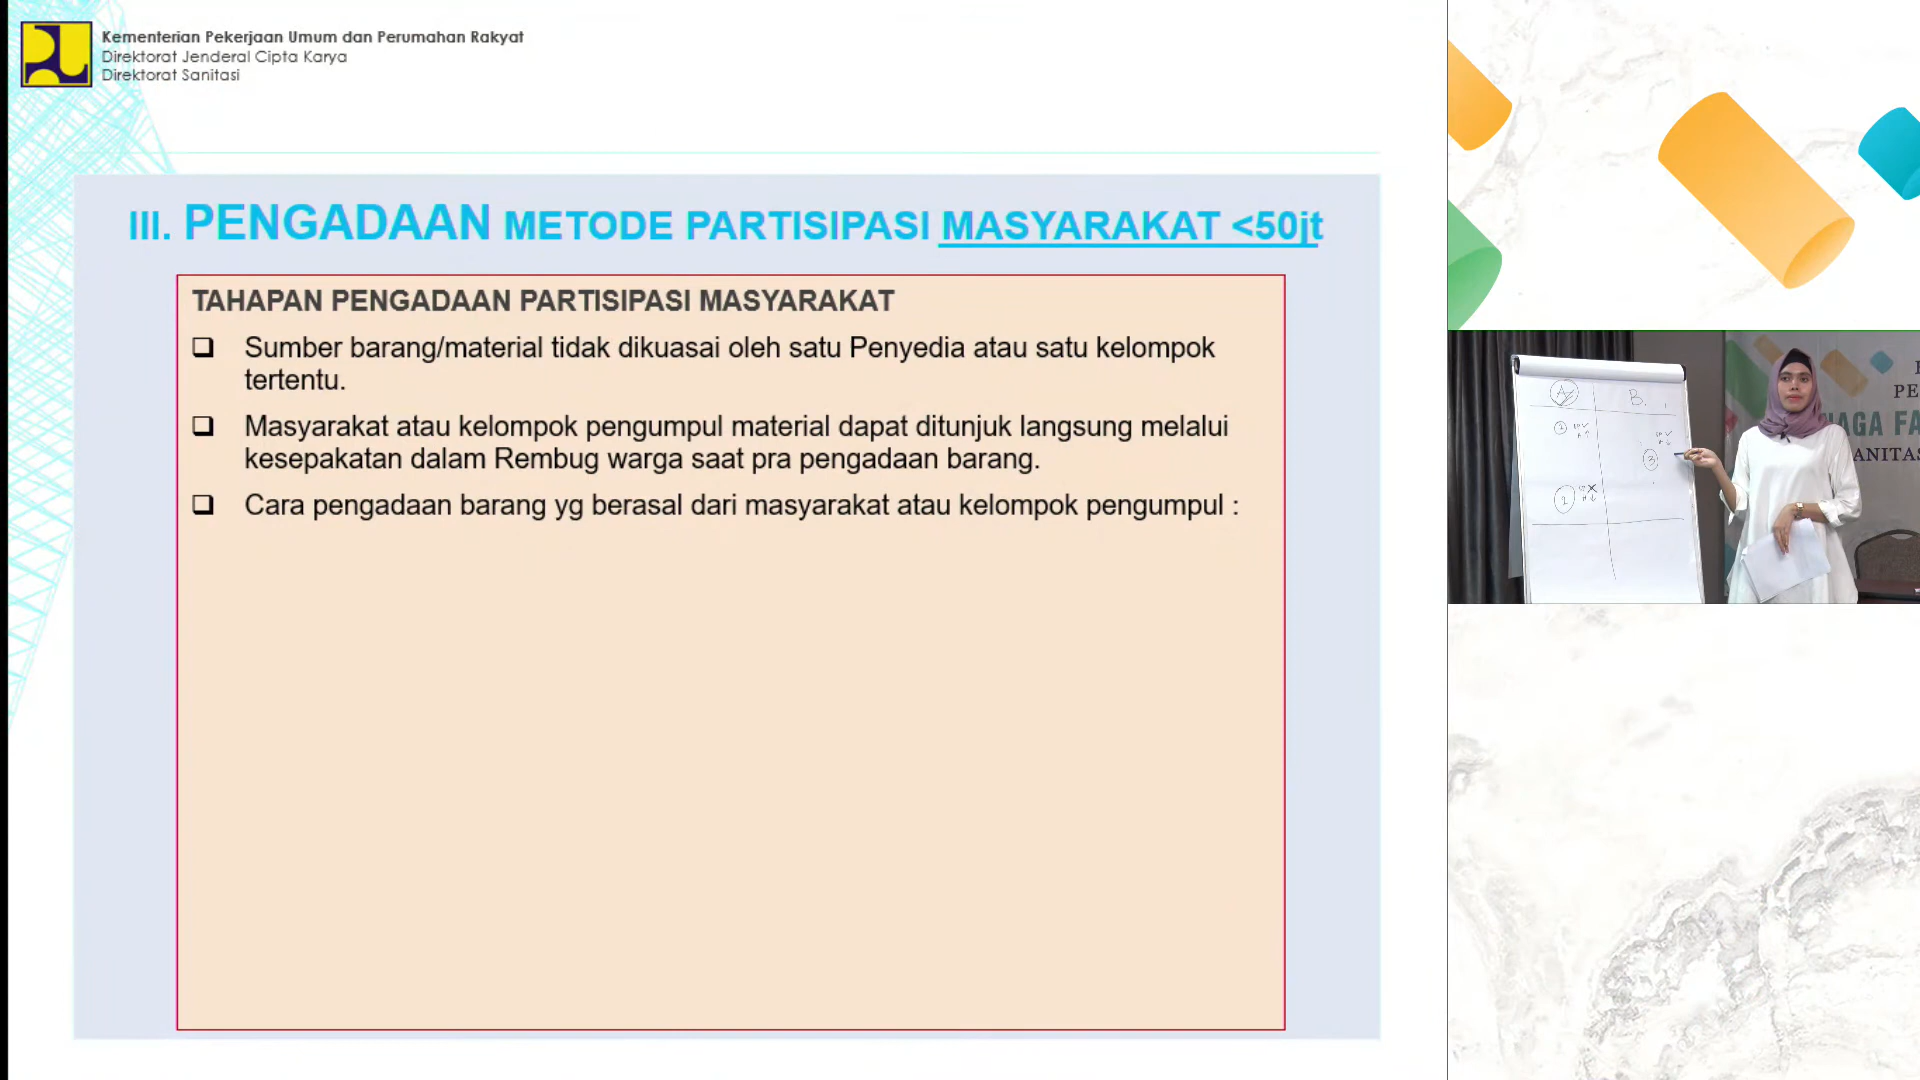 Kementerian Pekerjaan Umum dan Perumahan Rakyat
Direktorat Jenderal Cipta Karya
Direktorat Sanitasi
III. PENGADAAN METODE PARTISIPASI MASYARAKAT <50jt
TAHAPAN PENGADAAN PARTISIPASI MASYARAKAT
❑ Sumber barang/material tidak dikuasai oleh satu Penyedia atau satu kelompok
tertentu.
❑ Masyarakat atau kelompok pengumpul material dapat ditunjuk langsung melalui
kesepakatan dalam Rembug warga saat pra pengadaan barang.
❑ Cara pengadaan barang yg berasal dari masyarakat atau kelompok pengumpul :
A
B.
1
3
2